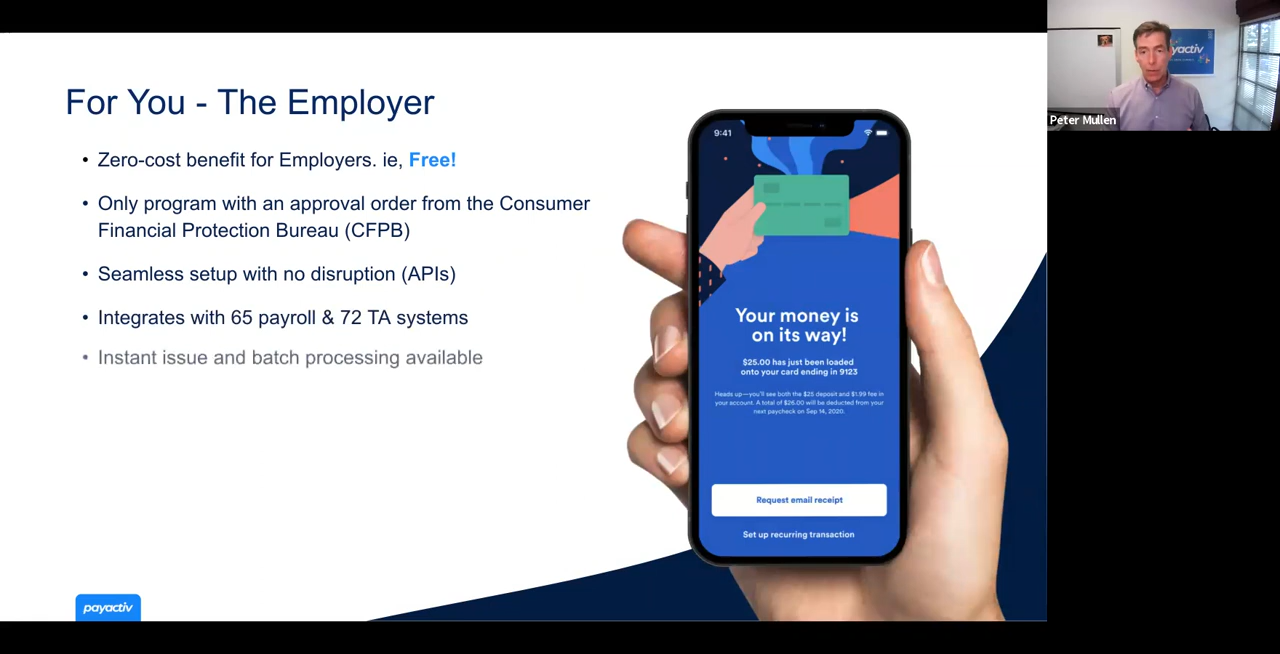 For You - The Employer
• Zero-cost benefit for Employers. ie, Free!
• Only program with an approval order from the Consumer
Financial Protection Bureau (CFPB)
• Seamless setup with no disruption (APIs)
• Integrates with 65 payroll & 72 TA systems
• Instant issue and batch processing available
payactiv
9:41
Your money is
on its way!
$25.00 has just been loaded
onto your card ending in 9123
Heads up—you'll see both the $25 deposit and $1.99 fee in
your account. A total of $26.00 will be deducted from your
next paycheck on Sep 14, 2020.
Request email receipt
Set up recurring transaction
yactiv
Peter Mullen